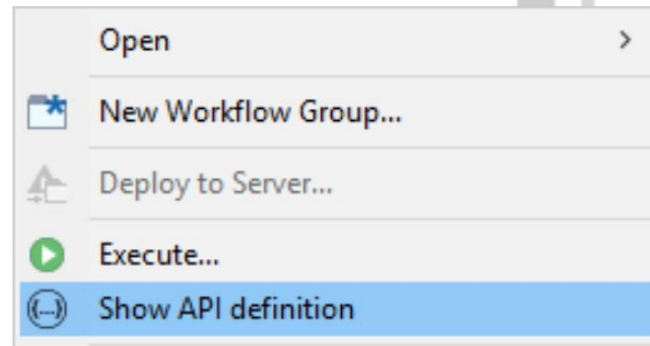 Open
New Workflow Group...
Deploy to Server...
Execute...
Show API definition